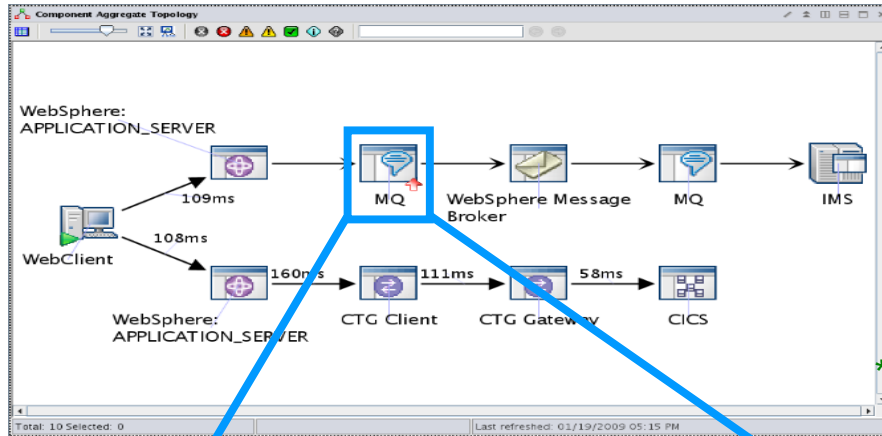 Component Aggregate Topology
WebSphere:
APPLICATION_SERVER
109ms
MQ
WebSphere Message
Broker
MQ
IMS
WebClient
108ms
160ms
111ms
58ms
WebSphere:
APPLICATION_SERVER
CTG Client
CTG Gateway
CICS
Total: 10 Selected: 0
Last refreshed: 01/19/2009 05:15 PM